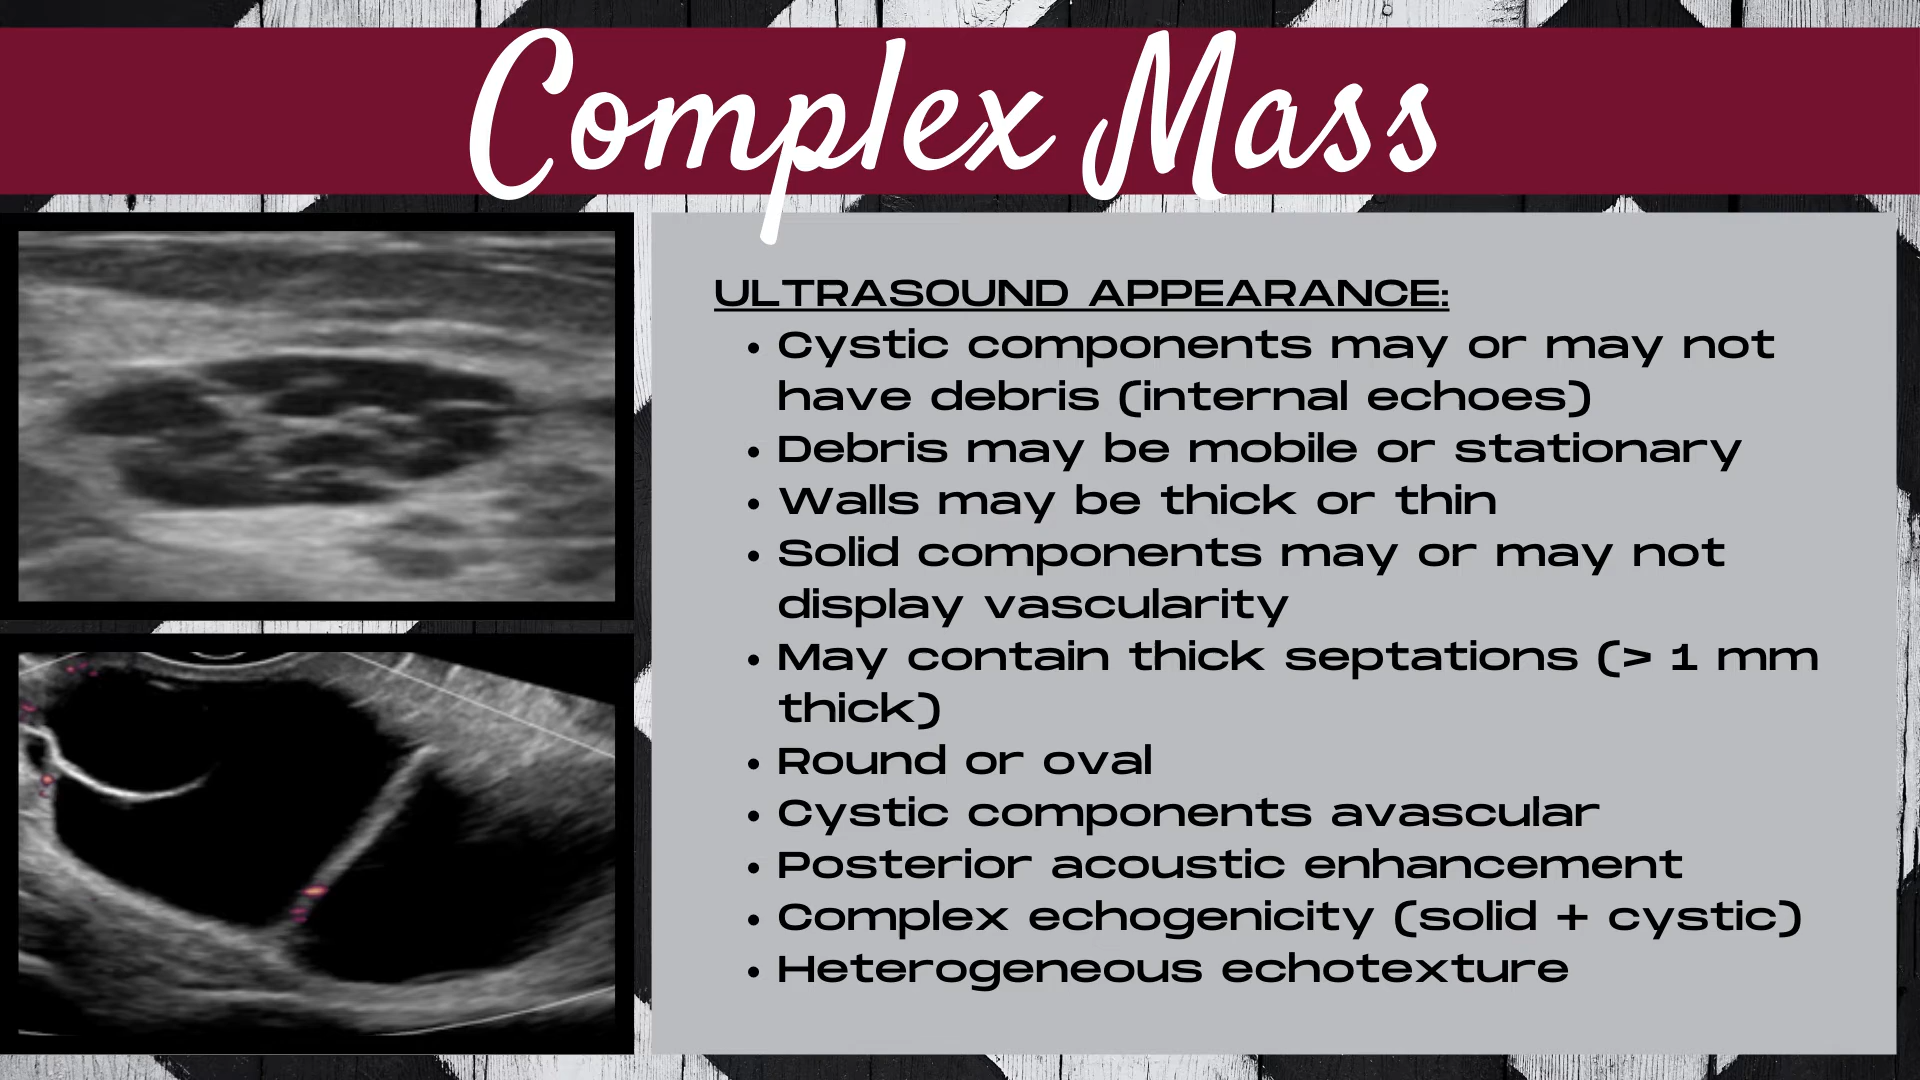 Complex Mass
ULTRASOUND APPEARANCE:
• Cystic components may or may not
have debris (internal echoes)
• Debris may be mobile or stationary
• Walls may be thick or thin
• Solid components may or may not
display vascularity
• May contain thick septations (> 1 mm
thick)
• Round or oval
• Cystic components avascular
• Posterior acoustic enhancement
• Complex echogenicity (solid + cystic)
• Heterogeneous echotexture